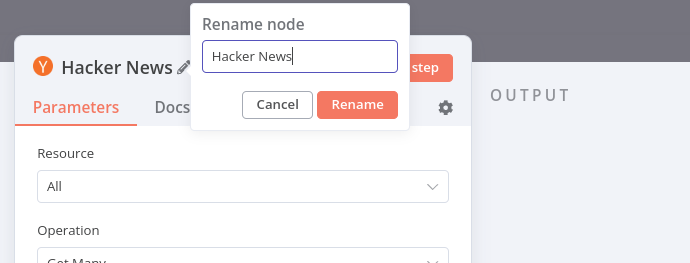 Rename node
Hacker News
Hacker News
step
Cancel
Rename
Parameters
Docs
OUTPUT
Resource
All
Operation
Get Many